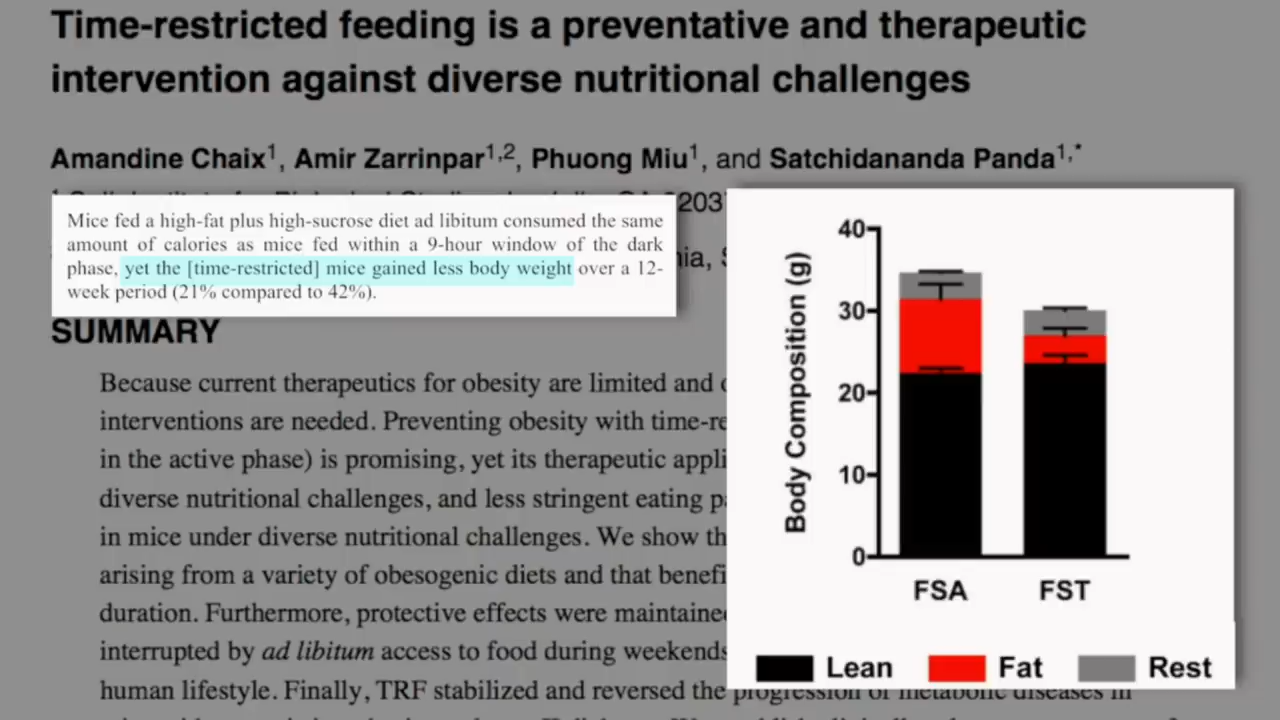 Time-restricted feeding is a preventative and therapeutic
intervention against diverse nutritional challenges
Amandine Chaix1, Amir Zarrinpar1,2, Phuong Miu1, and Satchidananda Panda1,*
Mice fed a high-fat plus high-sucrose diet ad libitum consumed the same
amount of calories as mice fed within a 9-hour window of the dark
phase, yet the [time-restricted] mice gained less body weight over a 12-
week period (21% compared to 42%).
SUMMARY
Because current therapeutics for obesity are limited and
interventions are needed. Preventing obesity with time-re
in the active phase) is promising, yet its therapeutic appli
diverse nutritional challenges, and less stringent eating p
in mice under diverse nutritional challenges. We show th
arising from a variety of obesogenic diets and that benefi
duration. Furthermore, protective effects were maintained
interrupted by ad libitum access to food during weekends
human lifestyle. Finally, TRF stabilized and reversed the progression of metabolic diseases in
Body Composition (g)
40
30
20
10
0
FSA FST
Lean Fat Rest